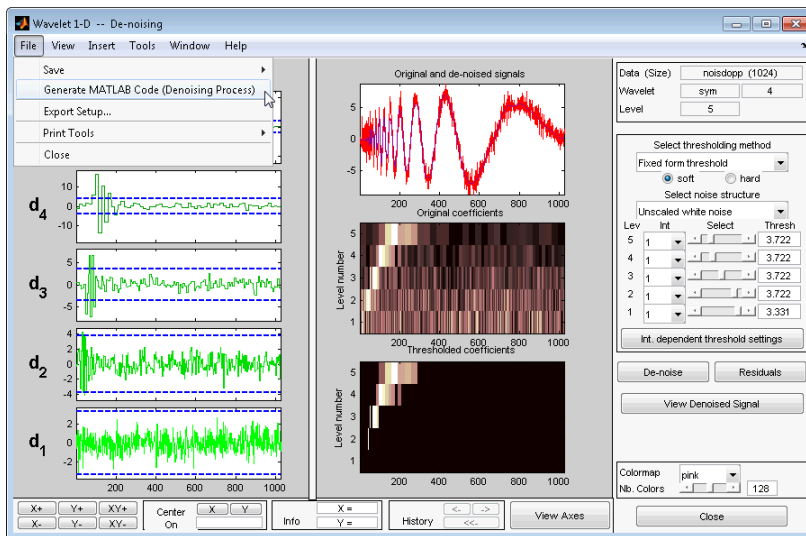 Wavelet 1-D -- De-noising
File View Insert Tools Window Help
Save
Generate MATLAB Code (Denoising Process)
Export Setup...
Print Tools
Close
d4
10
0
-10
d3
5
0
-5
d2
4
2
0
-2
-4
d1
2
0
-2
200 400 600 800 1000
Original and de-noised signals
5
0
-5
200 400 600 800 1000
Original coefficients
Level number
5
4
3
2
1
Thresholded coefficients
Level number
5
4
3
2
1
200 400 600 800 1000
Data (Size) noisdopp (1024)
Wavelet sym 4
Level 5
Select thresholding method
Fixed form threshold
soft hard
Select noise structure
Unscaled white noise
Lev Int Select Thresh
5 1 3.722
4 1 3.722
3 1 3.722
2 1 3.722
1 1 3.331
Int. dependent threshold settings
De-noise Residuals
View Denoised Signal
Colormap pink
Nb. Colors 128
Close
X+ Y+ XY+
X- Y- XY-
Center On X Y
Info X = Y =
History <- -> <<-
View Axes